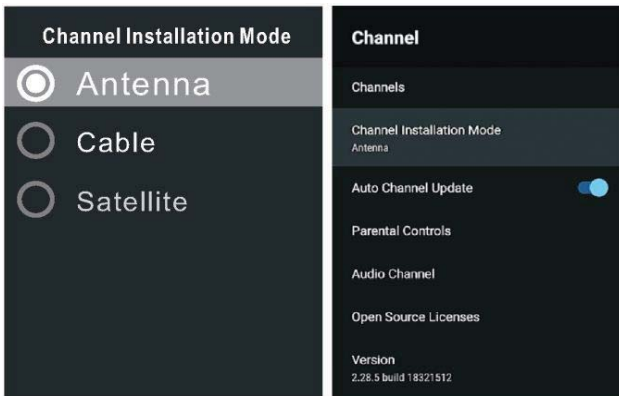 Channel Installation Mode
Antenna
Cable
Satellite
Channel
Channels
Channel Installation Mode
Antenna
Auto Channel Update
Parental Controls
Audio Channel
Open Source Licenses
Version
2.28.5 build 18321512